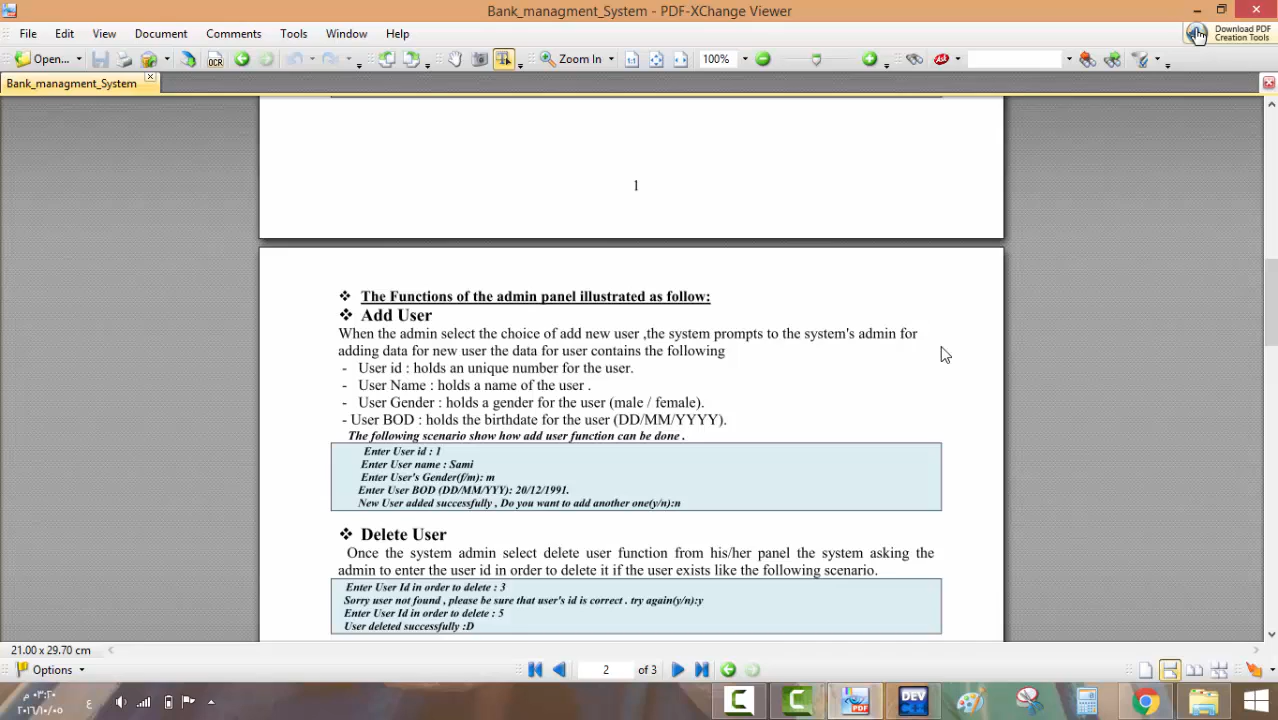 Bank_managment_System - PDF-XChange Viewer
File Edit View Document Comments Tools Window Help
Download PDF
Creation Tools
Open...
OCR
Zoom In
100%
Bank_managment_System
1
❖ The Functions of the admin panel illustrated as follow:
❖ Add User
When the admin select the choice of add new user ,the system prompts to the system's admin for
adding data for new user the data for user contains the following
- User id : holds an unique number for the user.
- User Name : holds a name of the user .
- User Gender : holds a gender for the user (male / female).
- User BOD : holds the birthdate for the user (DD/MM/YYYY).
The following scenario show how add user function can be done .
Enter User id : 1
Enter User name : Sami
Enter User's Gender(f/m): m
Enter User BOD (DD/MM/YYY): 20/12/1991.
New User added successfully , Do you want to add another one(y/n):n
❖ Delete User
Once the system admin select delete user function from his/her panel the system asking the
admin to enter the user id in order to delete it if the user exists like the following scenario.
Enter User Id in order to delete : 3
Sorry user not found , please be sure that user's id is correct . try again(y/n):y
Enter User Id in order to delete : 5
User deleted successfully :D
21.00 x 29.70 cm
Options
2 of 3
PDF
DEV
٠٣:٢٠ م
٢٠١٦/١٠/٠٥
ع